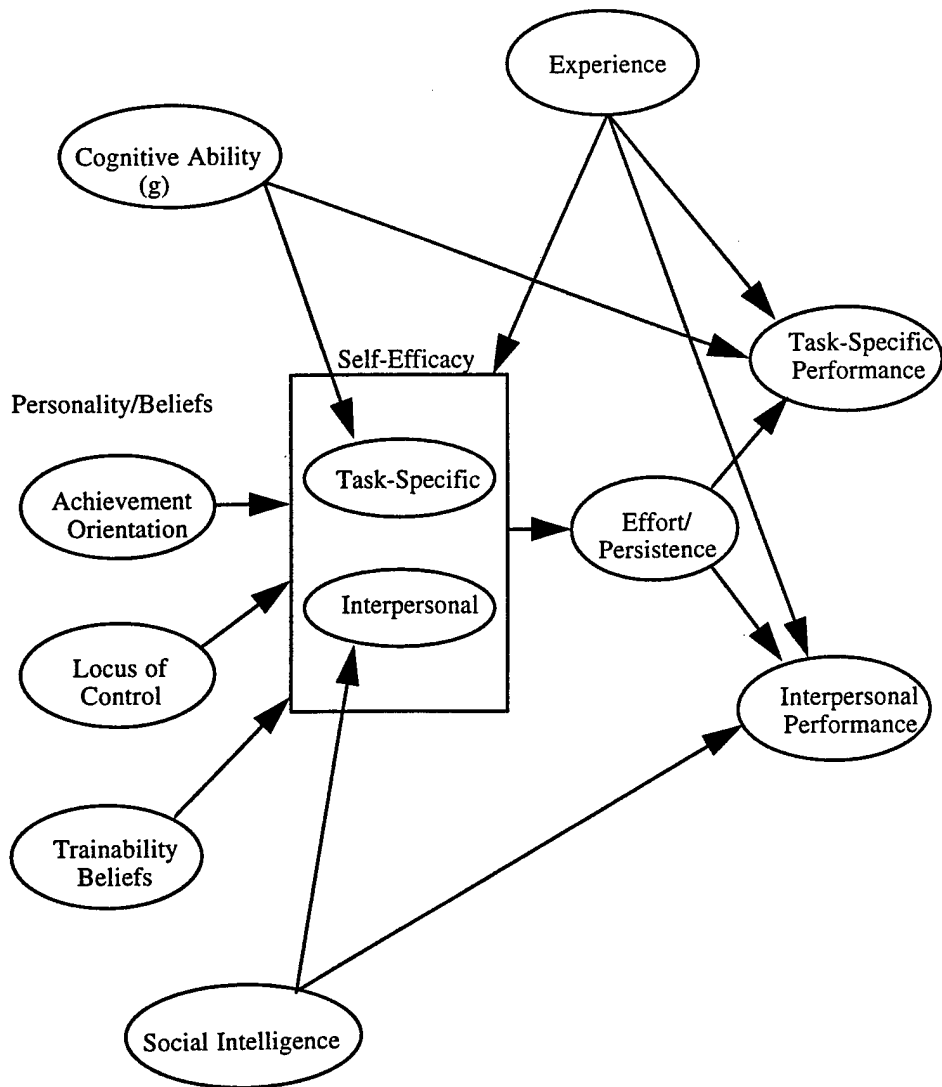 Experience
Cognitive Ability
(g)
Self-Efficacy
Task-Specific
Performance
Personality/Beliefs
Achievement
Orientation
Task-Specific
Effort/
Persistence
Interpersonal
Locus of
Control
Interpersonal
Performance
Trainability
Beliefs
Social Intelligence